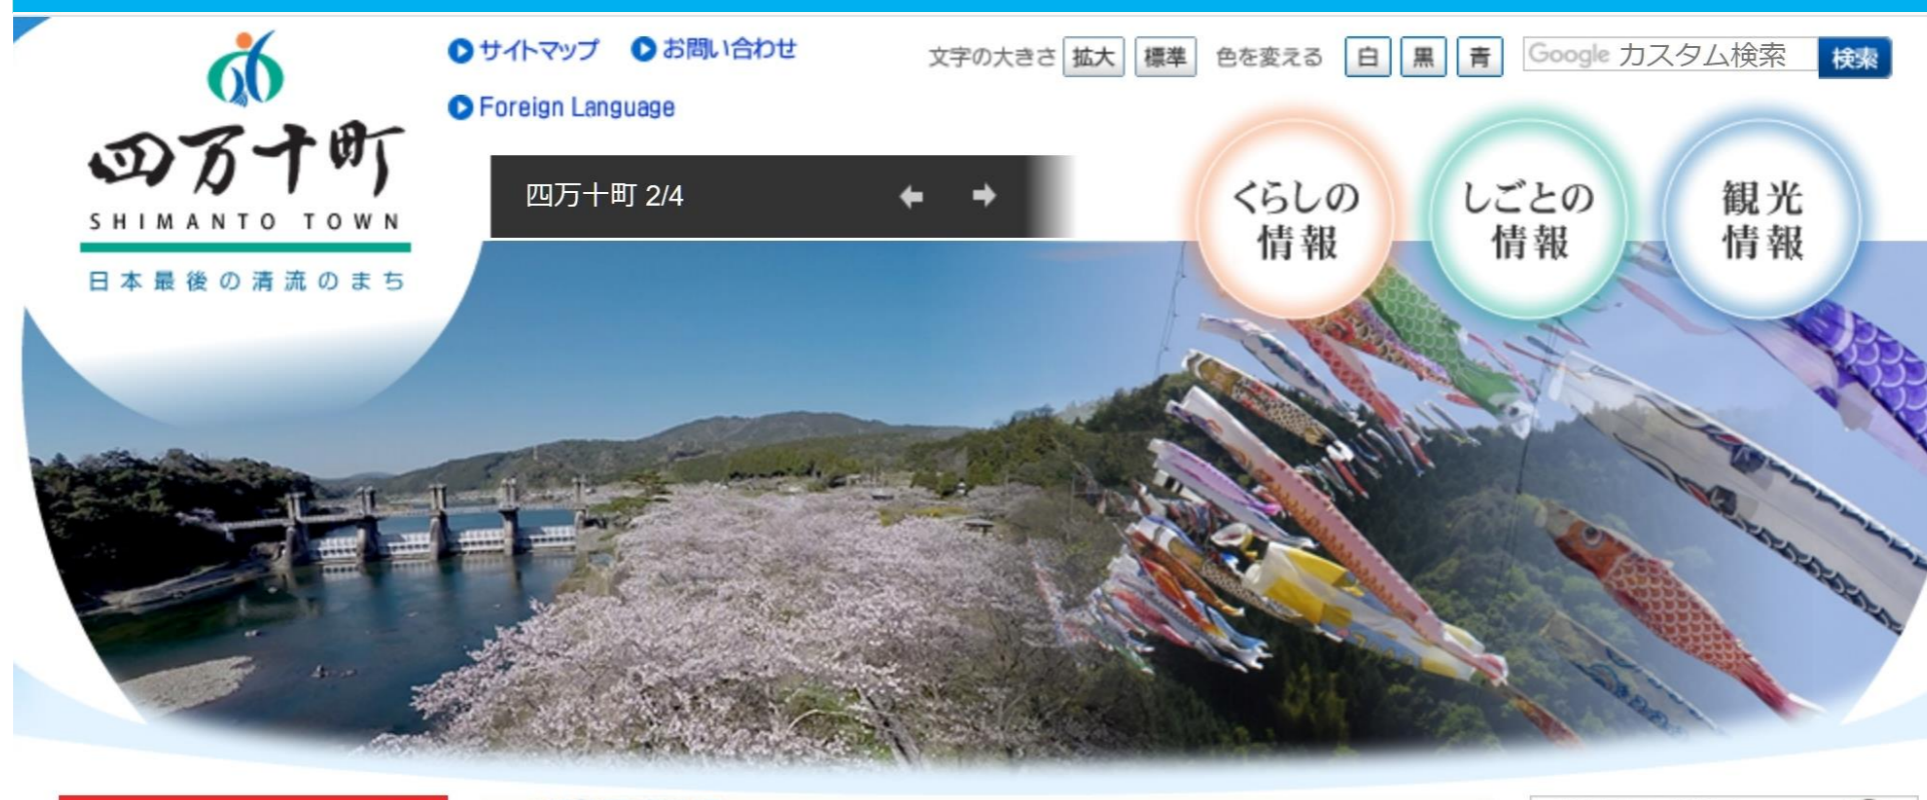 サイトマップ お問い合わせ
Foreign Language
文字の大きさ 拡大 標準 色を変える 白 黒 青 Google カスタム検索 検索
四万十町
SHIMANTO TOWN
日本最後の清流のまち
四万十町 2/4
くらしの
情報
しごとの
情報
観光
情報